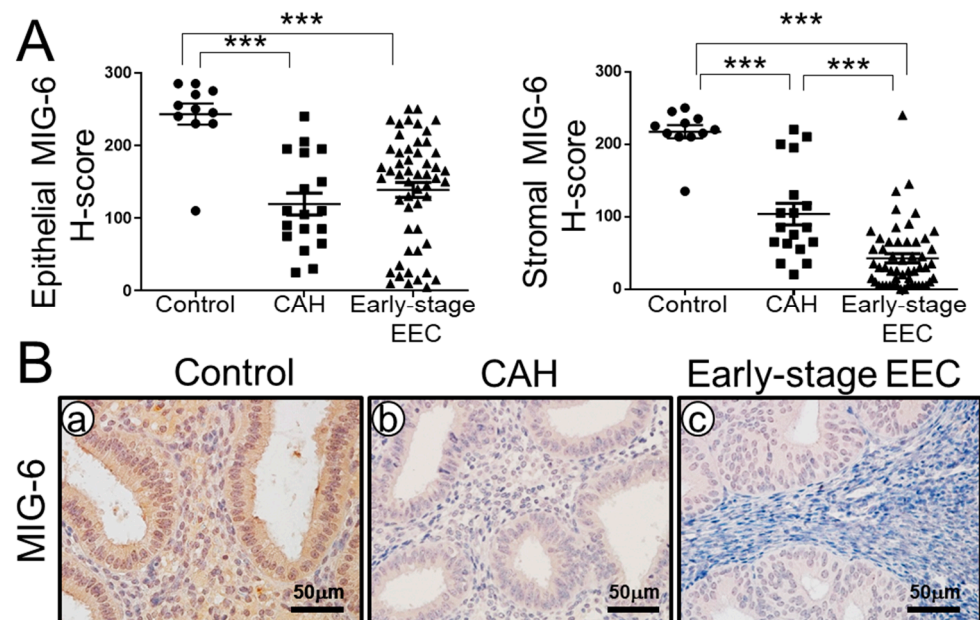 A
***
***
Epithelial MIG-6
H-score
300
200
100
0
Control
CAH
Early-stage
EEC
***
***
***
Stromal MIG-6
H-score
300
200
100
0
Control
CAH
Early-stage
EEC
B
Control
CAH
Early-stage EEC
MIG-6
a
50μm
b
50μm
c
50μm